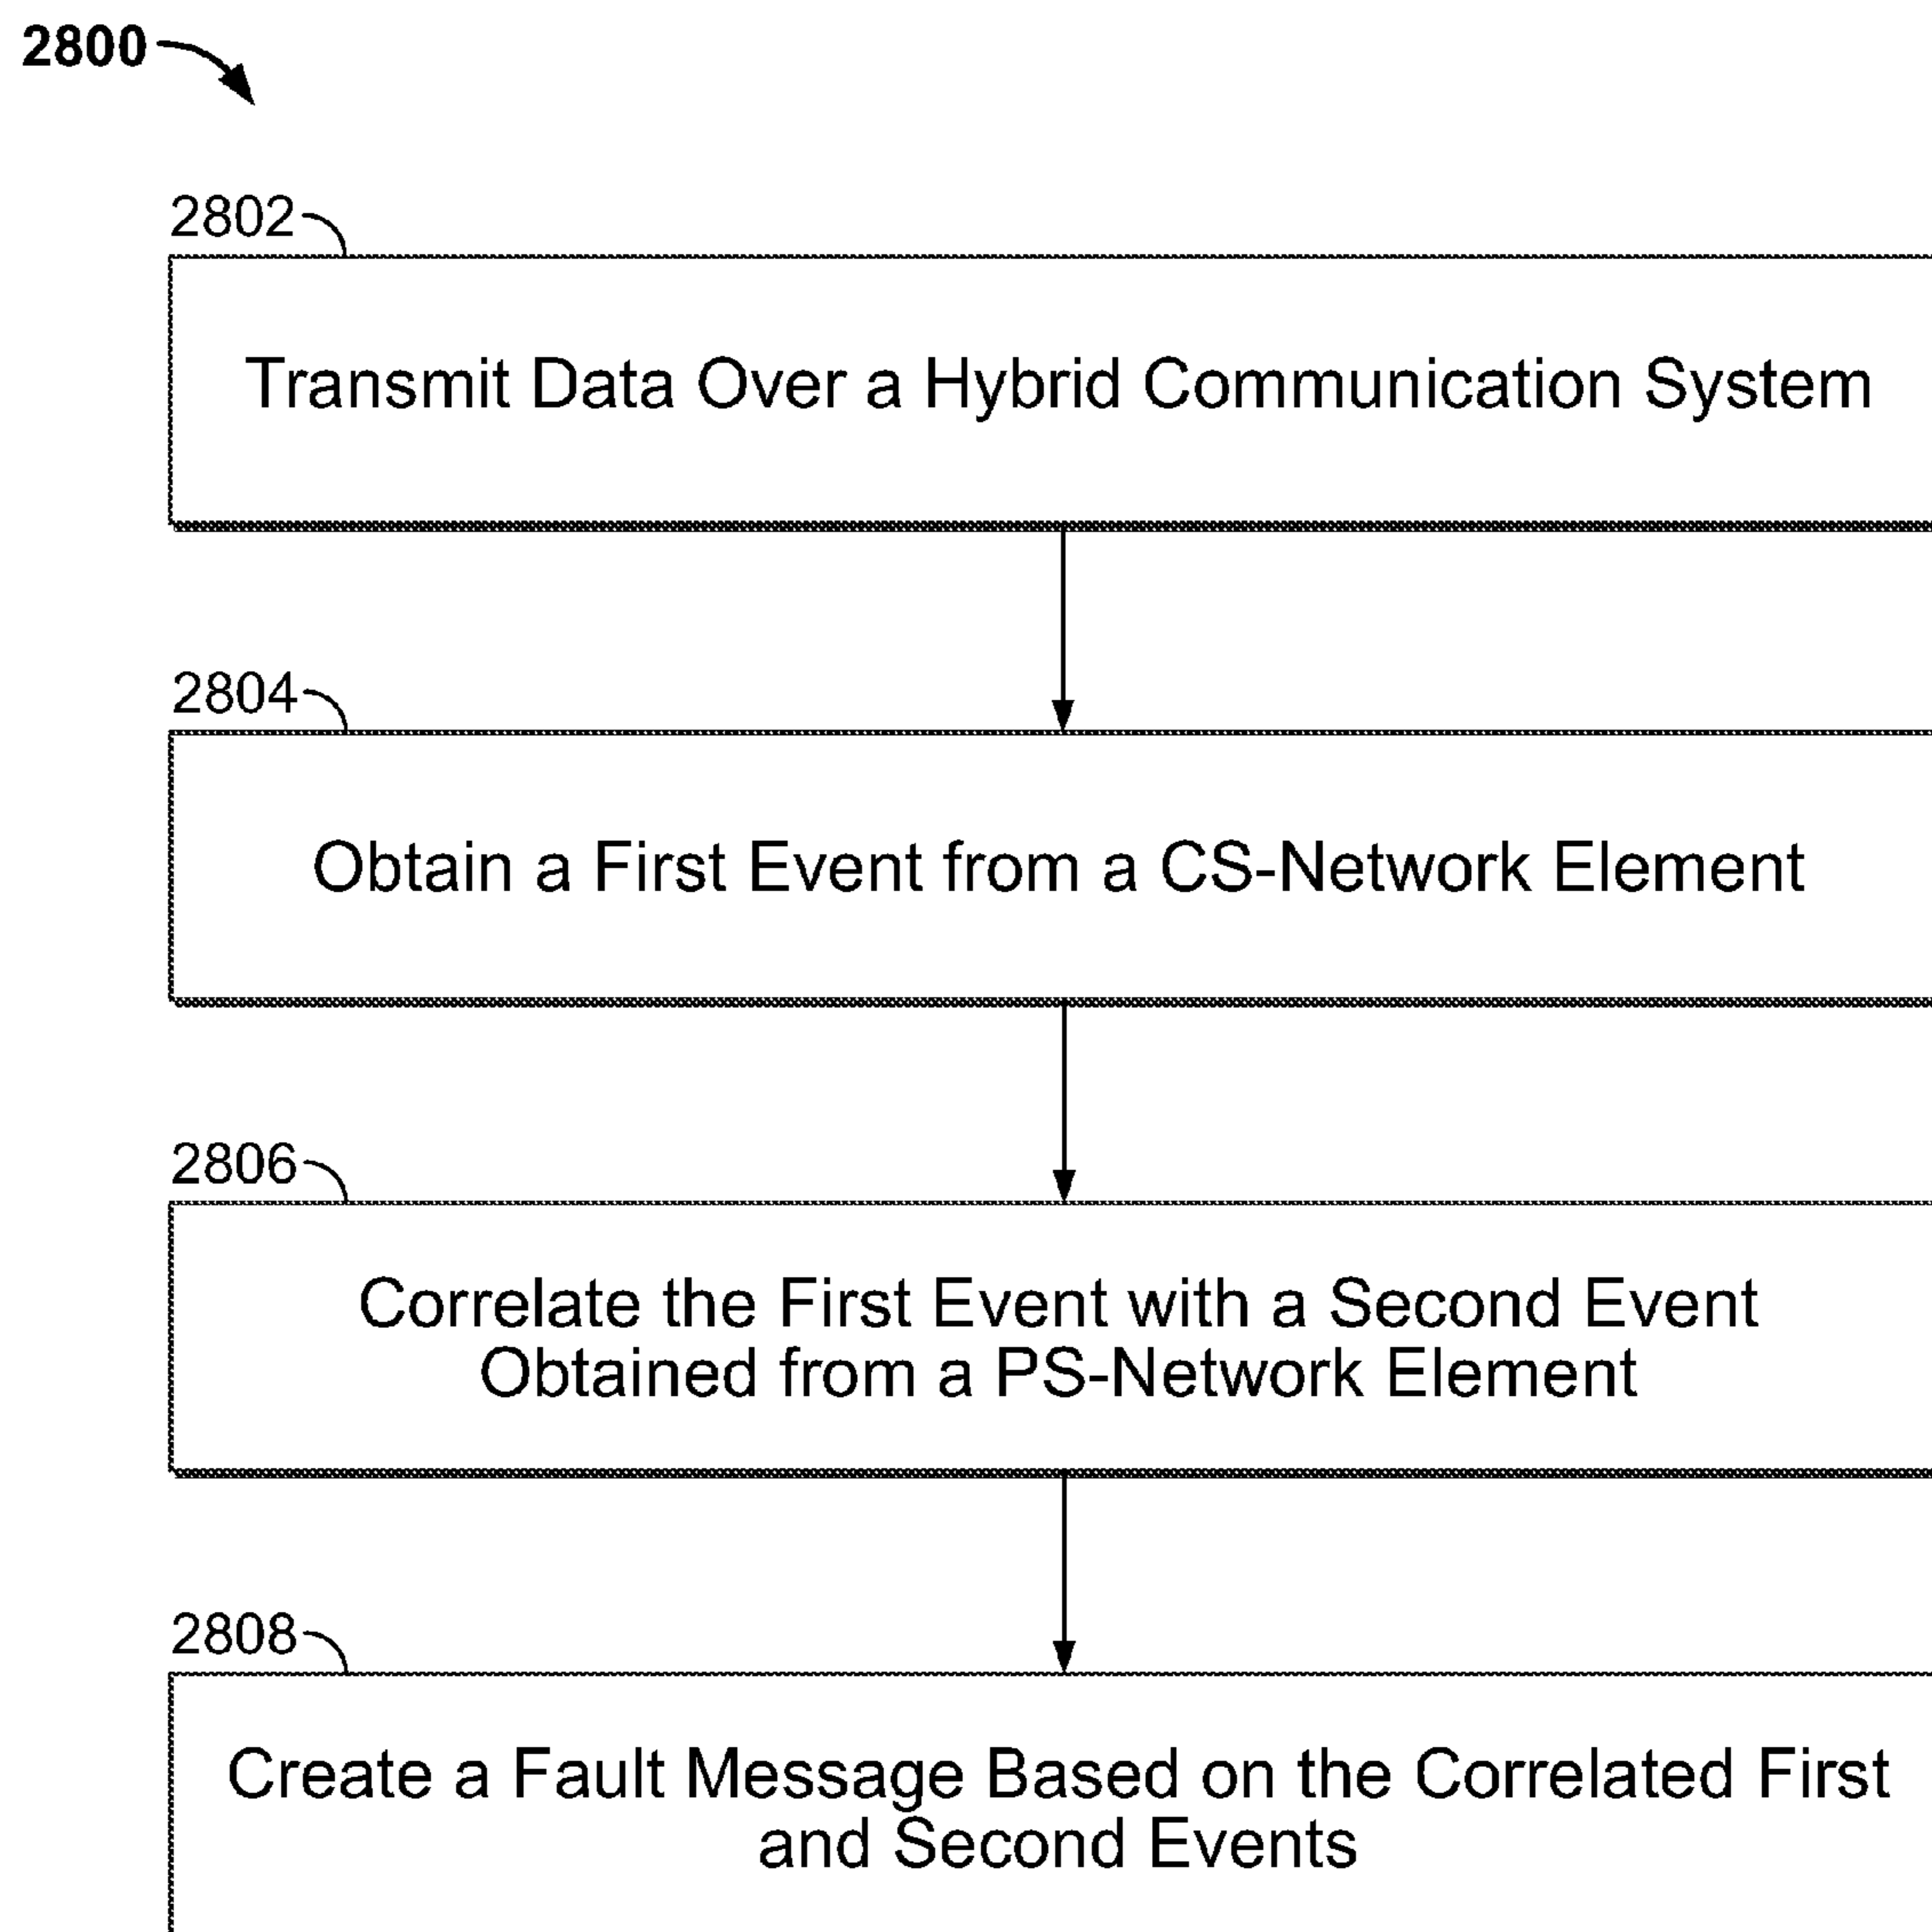 2800
2802
Transmit Data Over a Hybrid Communication System
2804
Obtain a First Event from a CS-Network Element
2806
Correlate the First Event with a Second Event
Obtained from a PS-Network Element
2808
Create a Fault Message Based on the Correlated First
and Second Events